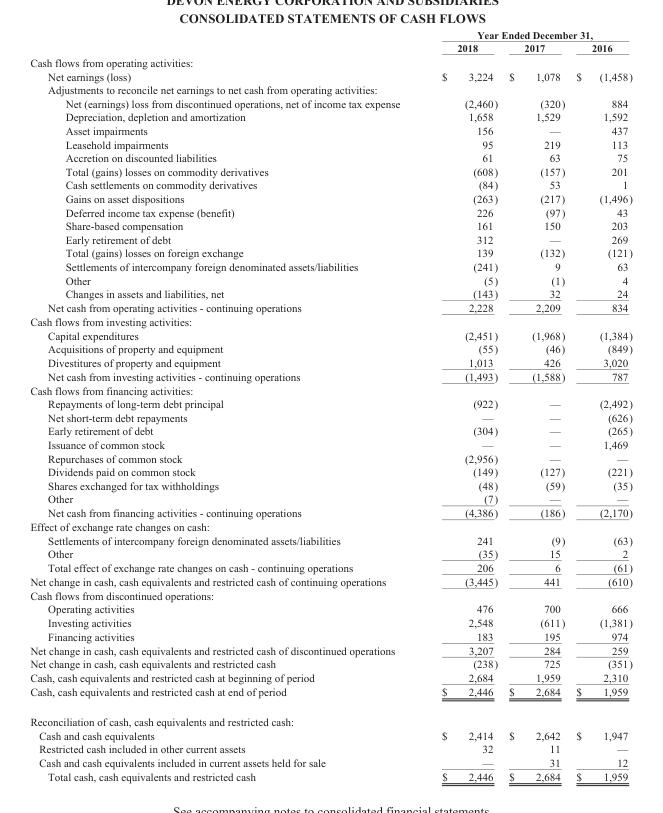 DEVON ENERGY CORPORATION AND SUBSIDIARIES
CONSOLIDATED STATEMENTS OF CASH FLOWS
Year Ended December 31,
2018 2017 2016
Cash flows from operating activities:
Net earnings (loss) $ 3,224 $ 1,078 $ (1,458)
Adjustments to reconcile net earnings to net cash from operating activities:
Net (earnings) loss from discontinued operations, net of income tax expense (2,460) (320) 884
Depreciation, depletion and amortization 1,658 1,529 1,592
Asset impairments 156 — 437
Leasehold impairments 95 219 113
Accretion on discounted liabilities 61 63 75
Total (gains) losses on commodity derivatives (608) (157) 201
Cash settlements on commodity derivatives (84) 53 1
Gains on asset dispositions (263) (217) (1,496)
Deferred income tax expense (benefit) 226 (97) 43
Share-based compensation 161 150 203
Early retirement of debt 312 — 269
Total (gains) losses on foreign exchange 139 (132) (121)
Settlements of intercompany foreign denominated assets/liabilities (241) 9 63
Other (5) (1) 4
Changes in assets and liabilities, net (143) 32 24
Net cash from operating activities - continuing operations 2,228 2,209 834
Cash flows from investing activities:
Capital expenditures (2,451) (1,968) (1,384)
Acquisitions of property and equipment (55) (46) (849)
Divestitures of property and equipment 1,013 426 3,020
Net cash from investing activities - continuing operations (1,493) (1,588) 787
Cash flows from financing activities:
Repayments of long-term debt principal (922) — (2,492)
Net short-term debt repayments — — (626)
Early retirement of debt (304) — (265)
Issuance of common stock — — 1,469
Repurchases of common stock (2,956) — —
Dividends paid on common stock (149) (127) (221)
Shares exchanged for tax withholdings (48) (59) (35)
Other (7) — —
Net cash from financing activities - continuing operations (4,386) (186) (2,170)
Effect of exchange rate changes on cash:
Settlements of intercompany foreign denominated assets/liabilities 241 (9) (63)
Other (35) 15 2
Total effect of exchange rate changes on cash - continuing operations 206 6 (61)
Net change in cash, cash equivalents and restricted cash of continuing operations (3,445) 441 (610)
Cash flows from discontinued operations:
Operating activities 476 700 666
Investing activities 2,548 (611) (1,381)
Financing activities 183 195 974
Net change in cash, cash equivalents and restricted cash of discontinued operations 3,207 284 259
Net change in cash, cash equivalents and restricted cash (238) 725 (351)
Cash, cash equivalents and restricted cash at beginning of period 2,684 1,959 2,310
Cash, cash equivalents and restricted cash at end of period $ 2,446 $ 2,684 $ 1,959
Reconciliation of cash, cash equivalents and restricted cash:
Cash and cash equivalents $ 2,414 $ 2,642 $ 1,947
Restricted cash included in other current assets 32 11 —
Cash and cash equivalents included in current assets held for sale — 31 12
Total cash, cash equivalents and restricted cash $ 2,446 $ 2,684 $ 1,959
See accompanying notes to consolidated financial statements